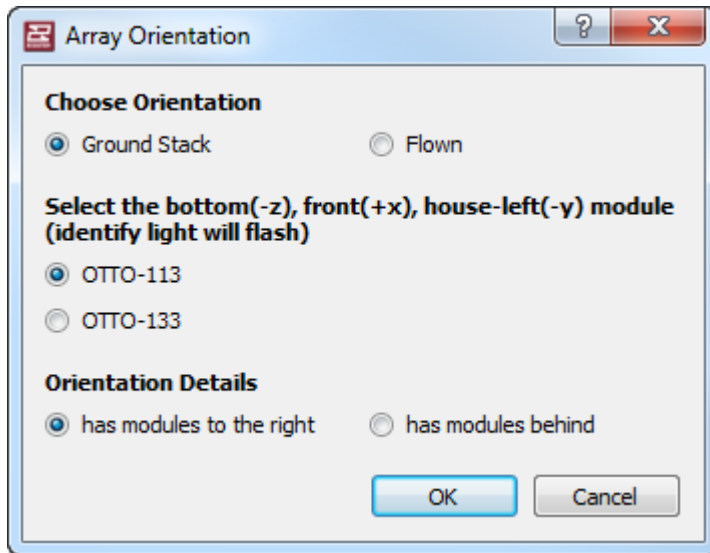 Array Orientation
Choose Orientation
Ground Stack
Flown
Select the bottom(-z), front(+x), house-left(-y) module
(identify light will flash)
OTTO-113
OTTO-133
Orientation Details
has modules to the right
has modules behind
OK
Cancel